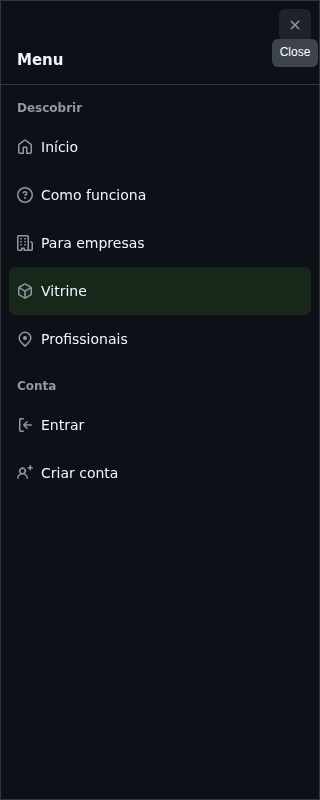 Close
Menu
Descobrir
Início
Como funciona
Para empresas
Vitrine
Profissionais
Conta
Entrar
Criar conta